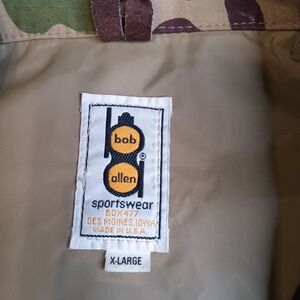 bob
®
allen
sportswear
BOX 477
DES MOINES, IOWA
MADE IN U.S.A.
X-LARGE